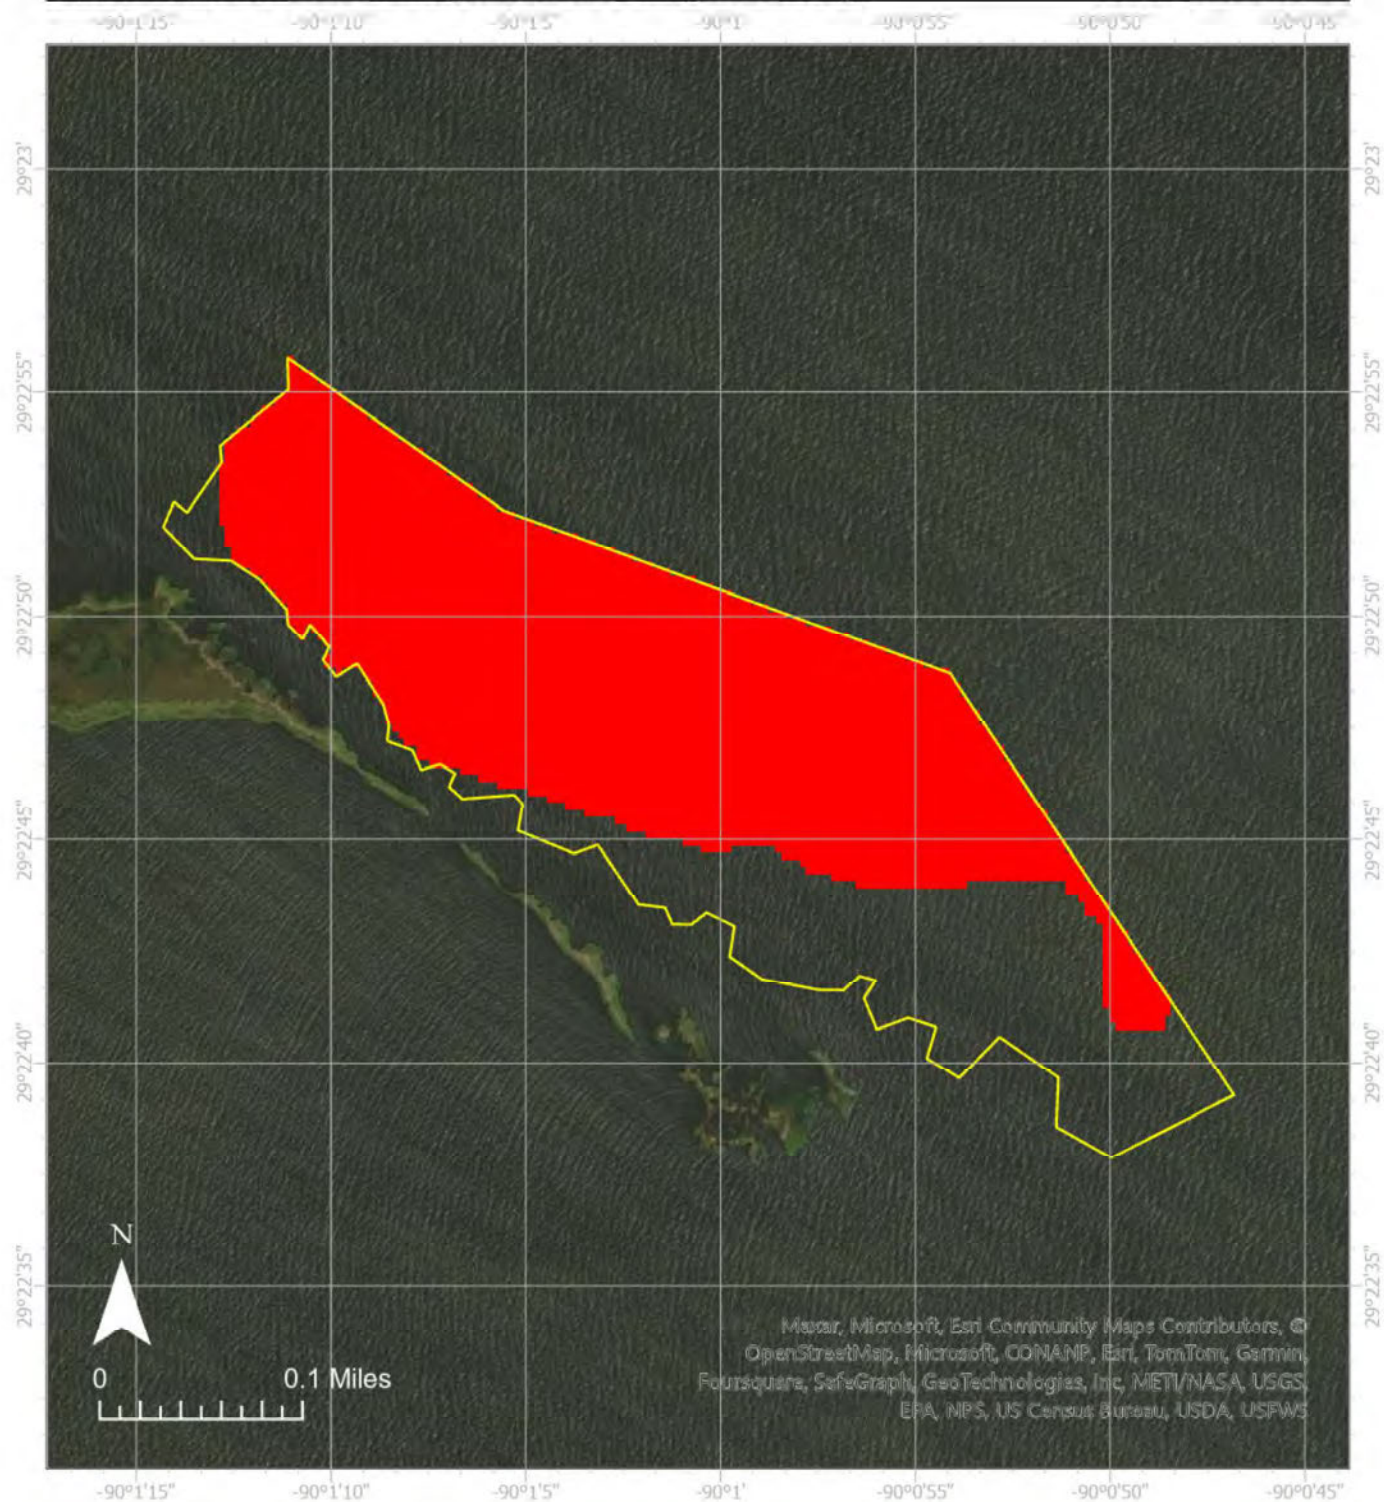 -90°1'15" -90°1'10" -90°1'5" -90°1' -90°0'55" -90°0'50" -90°0'45"
29°23' 29°23'
29°22'55" 29°22'55"
29°22'50" 29°22'50"
29°22'45" 29°22'45"
29°22'40" 29°22'40"
29°22'35" 29°22'35"
N
0 0.1 Miles
Maxar, Microsoft, Esri Community Maps Contributors, ©
OpenStreetMap, Microsoft, CONANP, Esri, TomTom, Garmin,
Foursquare, SafeGraph, GeoTechnologies, Inc, METI/NASA, USGS,
EPA, NPS, US Census Bureau, USDA, USFWS
-90°1'15" -90°1'10" -90°1'5" -90°1' -90°0'55" -90°0'50" -90°0'45"